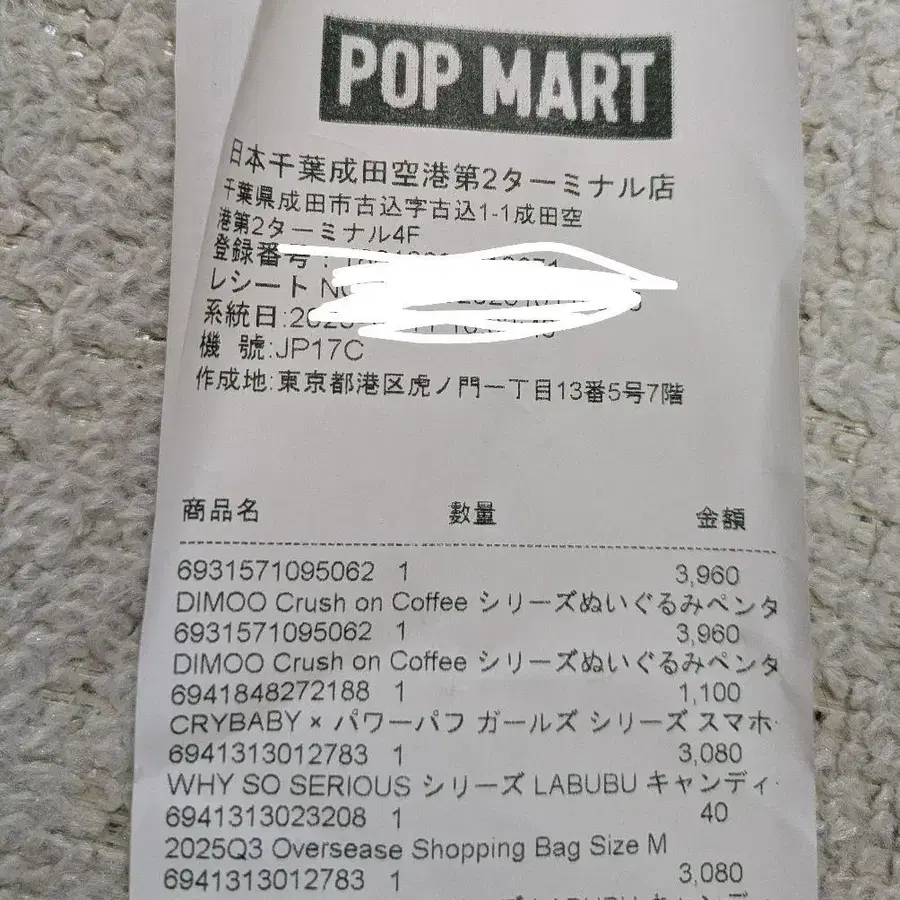 POP MART
日本千葉成田空港第2ターミナル店
千葉県成田市古込字古込1-1成田空
港第2ターミナル4F
登録番号:
レシート
系統日:
機 號:JP17C
作成地:東京都港区虎ノ門一丁目13番5号7階
商品名 數量 金額
6931571095062 1 3,960
DIMOO Crush on Coffee シリーズぬいぐるみペンタ
6931571095062 1 3,960
DIMOO Crush on Coffee シリーズぬいぐるみペンタ
6941848272188 1 1,100
CRYBABY × パワーパフ ガールズ シリーズ スマホ
6941313012783 1 3,080
WHY SO SERIOUS シリーズ LABUBU キャンディ
6941313023208 1 40
2025Q3 Oversease Shopping Bag Size M
6941313012783 1 3,080